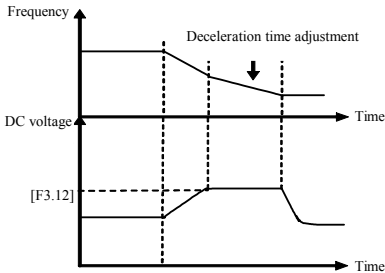 Frequency
Deceleration time adjustment
Time
DC voltage
[F3.12]
Time